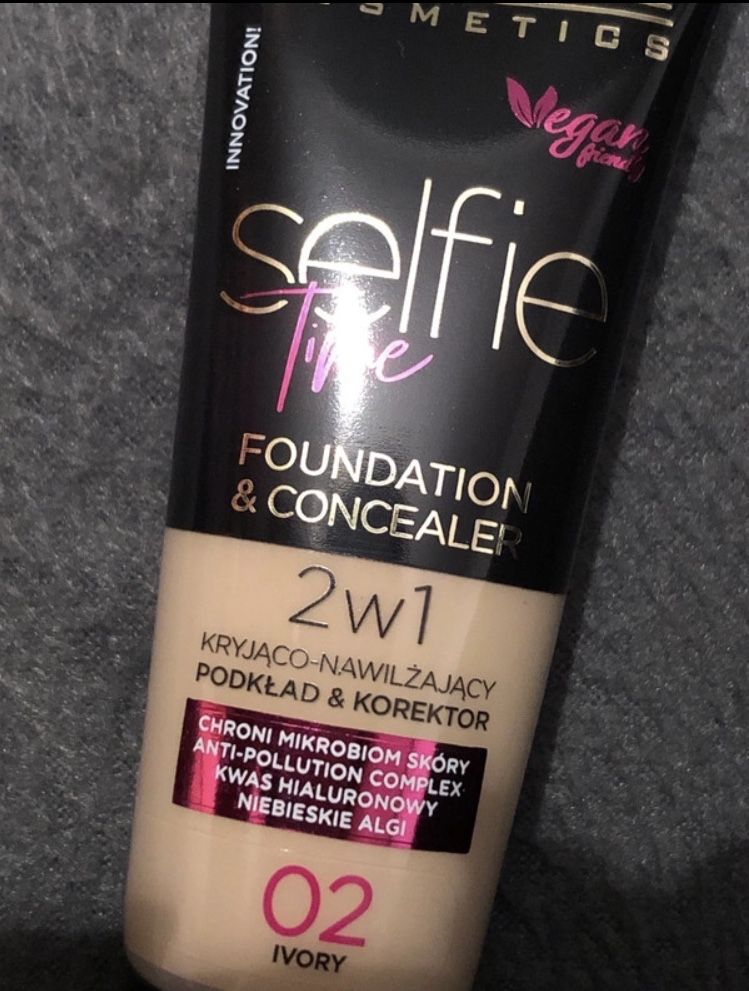 INNOVATION!
Vegan
friendly
selfie
Time
FOUNDATION
& CONCEALER
2w1
KRYJĄCO-NAWILŻAJĄCY
PODKŁAD & KOREKTOR
CHRONI MIKROBIOM SKÓRY
ANTI-POLLUTION COMPLEX
KWAS HIALURONOWY
NIEBIESKIE ALGI
02
IVORY